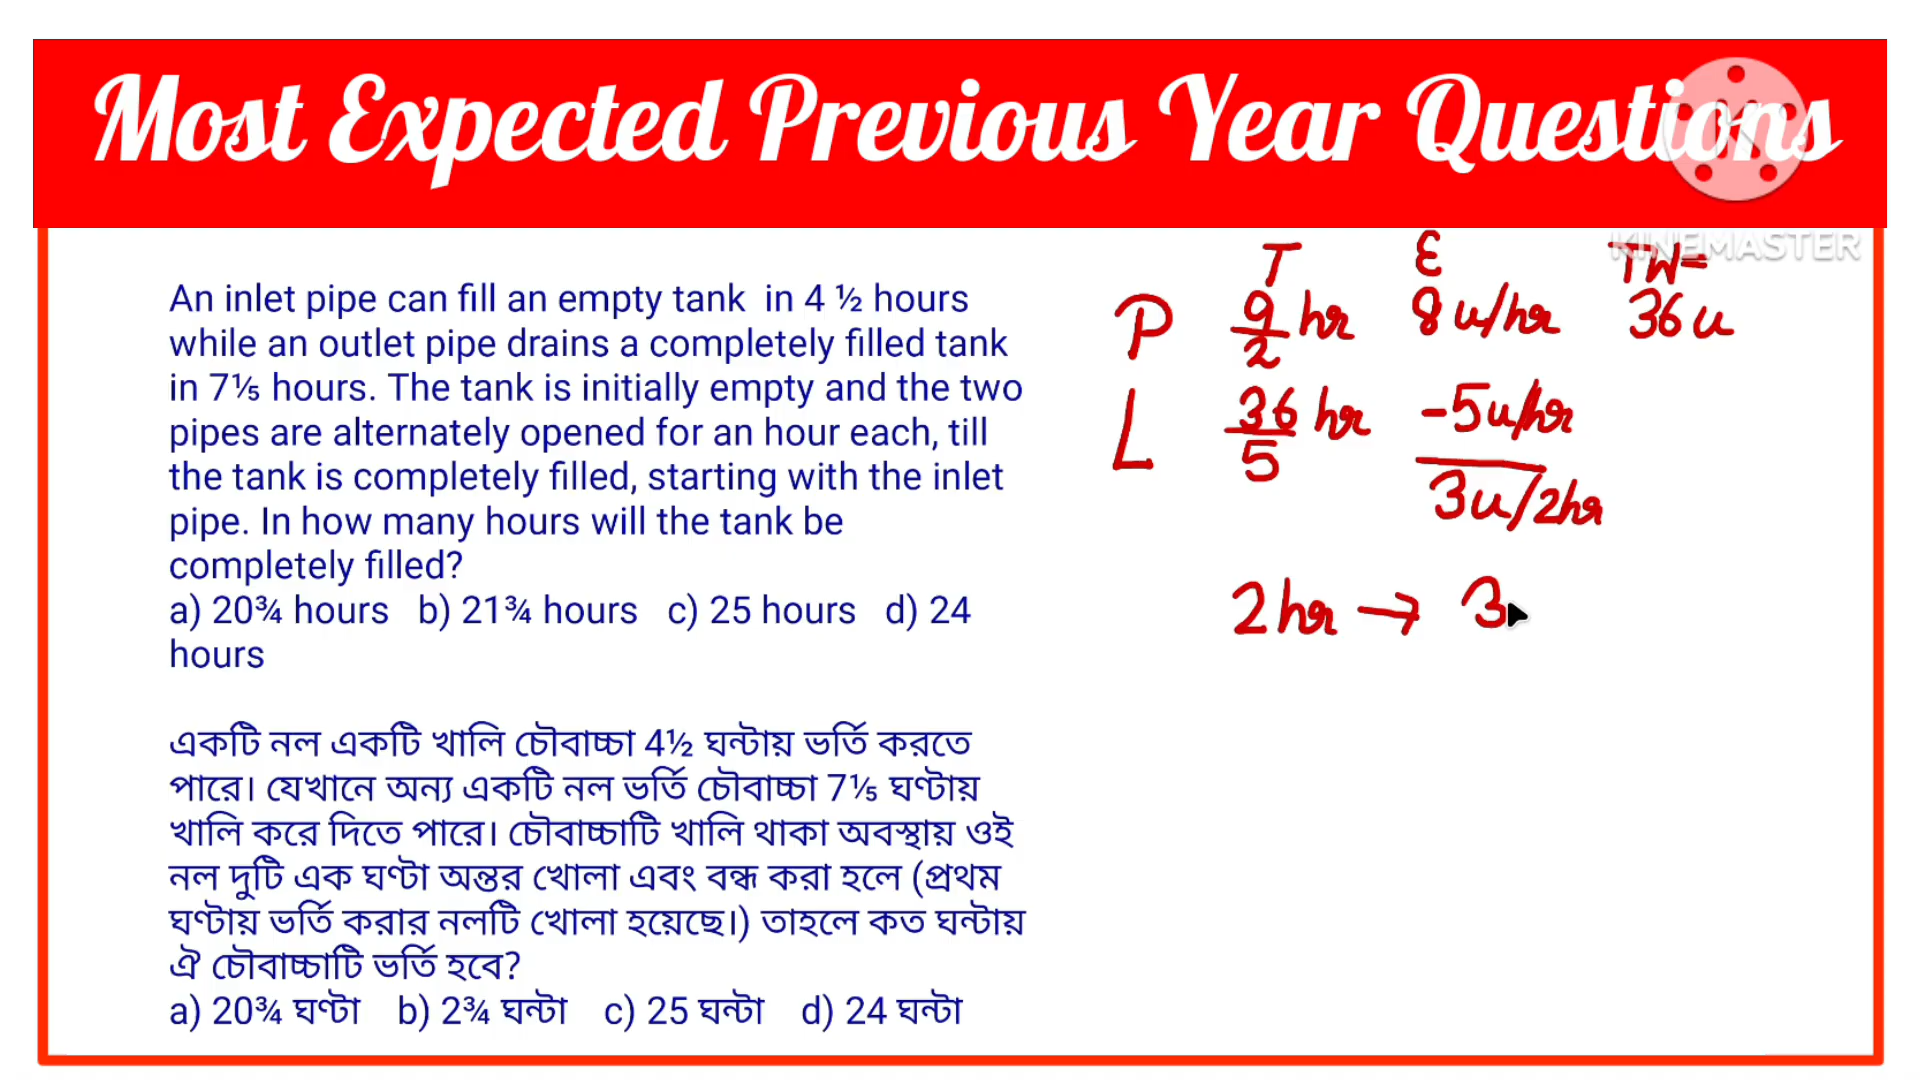 Most Expected Previous Year Questions
KINEMASTER
An inlet pipe can fill an empty tank in 4 ½ hours
while an outlet pipe drains a completely filled tank
in 7⅕ hours. The tank is initially empty and the two
pipes are alternately opened for an hour each, till
the tank is completely filled, starting with the inlet
pipe. In how many hours will the tank be
completely filled?
a) 20¾ hours b) 21¾ hours c) 25 hours d) 24
hours
একটি নল একটি খালি চৌবাচ্চা 4½ ঘন্টায় ভর্তি করতে
পারে। যেখানে অন্য একটি নল ভর্তি চৌবাচ্চা 7⅕ ঘণ্টায়
খালি করে দিতে পারে। চৌবাচ্চাটি খালি থাকা অবস্থায় ওই
নল দুটি এক ঘণ্টা অন্তর খোলা এবং বন্ধ করা হলে (প্রথম
ঘণ্টায় ভর্তি করার নলটি খোলা হয়েছে।) তাহলে কত ঘন্টায়
ঐ চৌবাচ্চাটি ভর্তি হবে?
a) 20¾ ঘণ্টা b) 2¾ ঘন্টা c) 25 ঘন্টা d) 24 ঘন্টা
T E TW=
P 9/2 hr 8u/hr 36u
L 36/5 hr -5u/hr
3u/2hr
2hr → 3